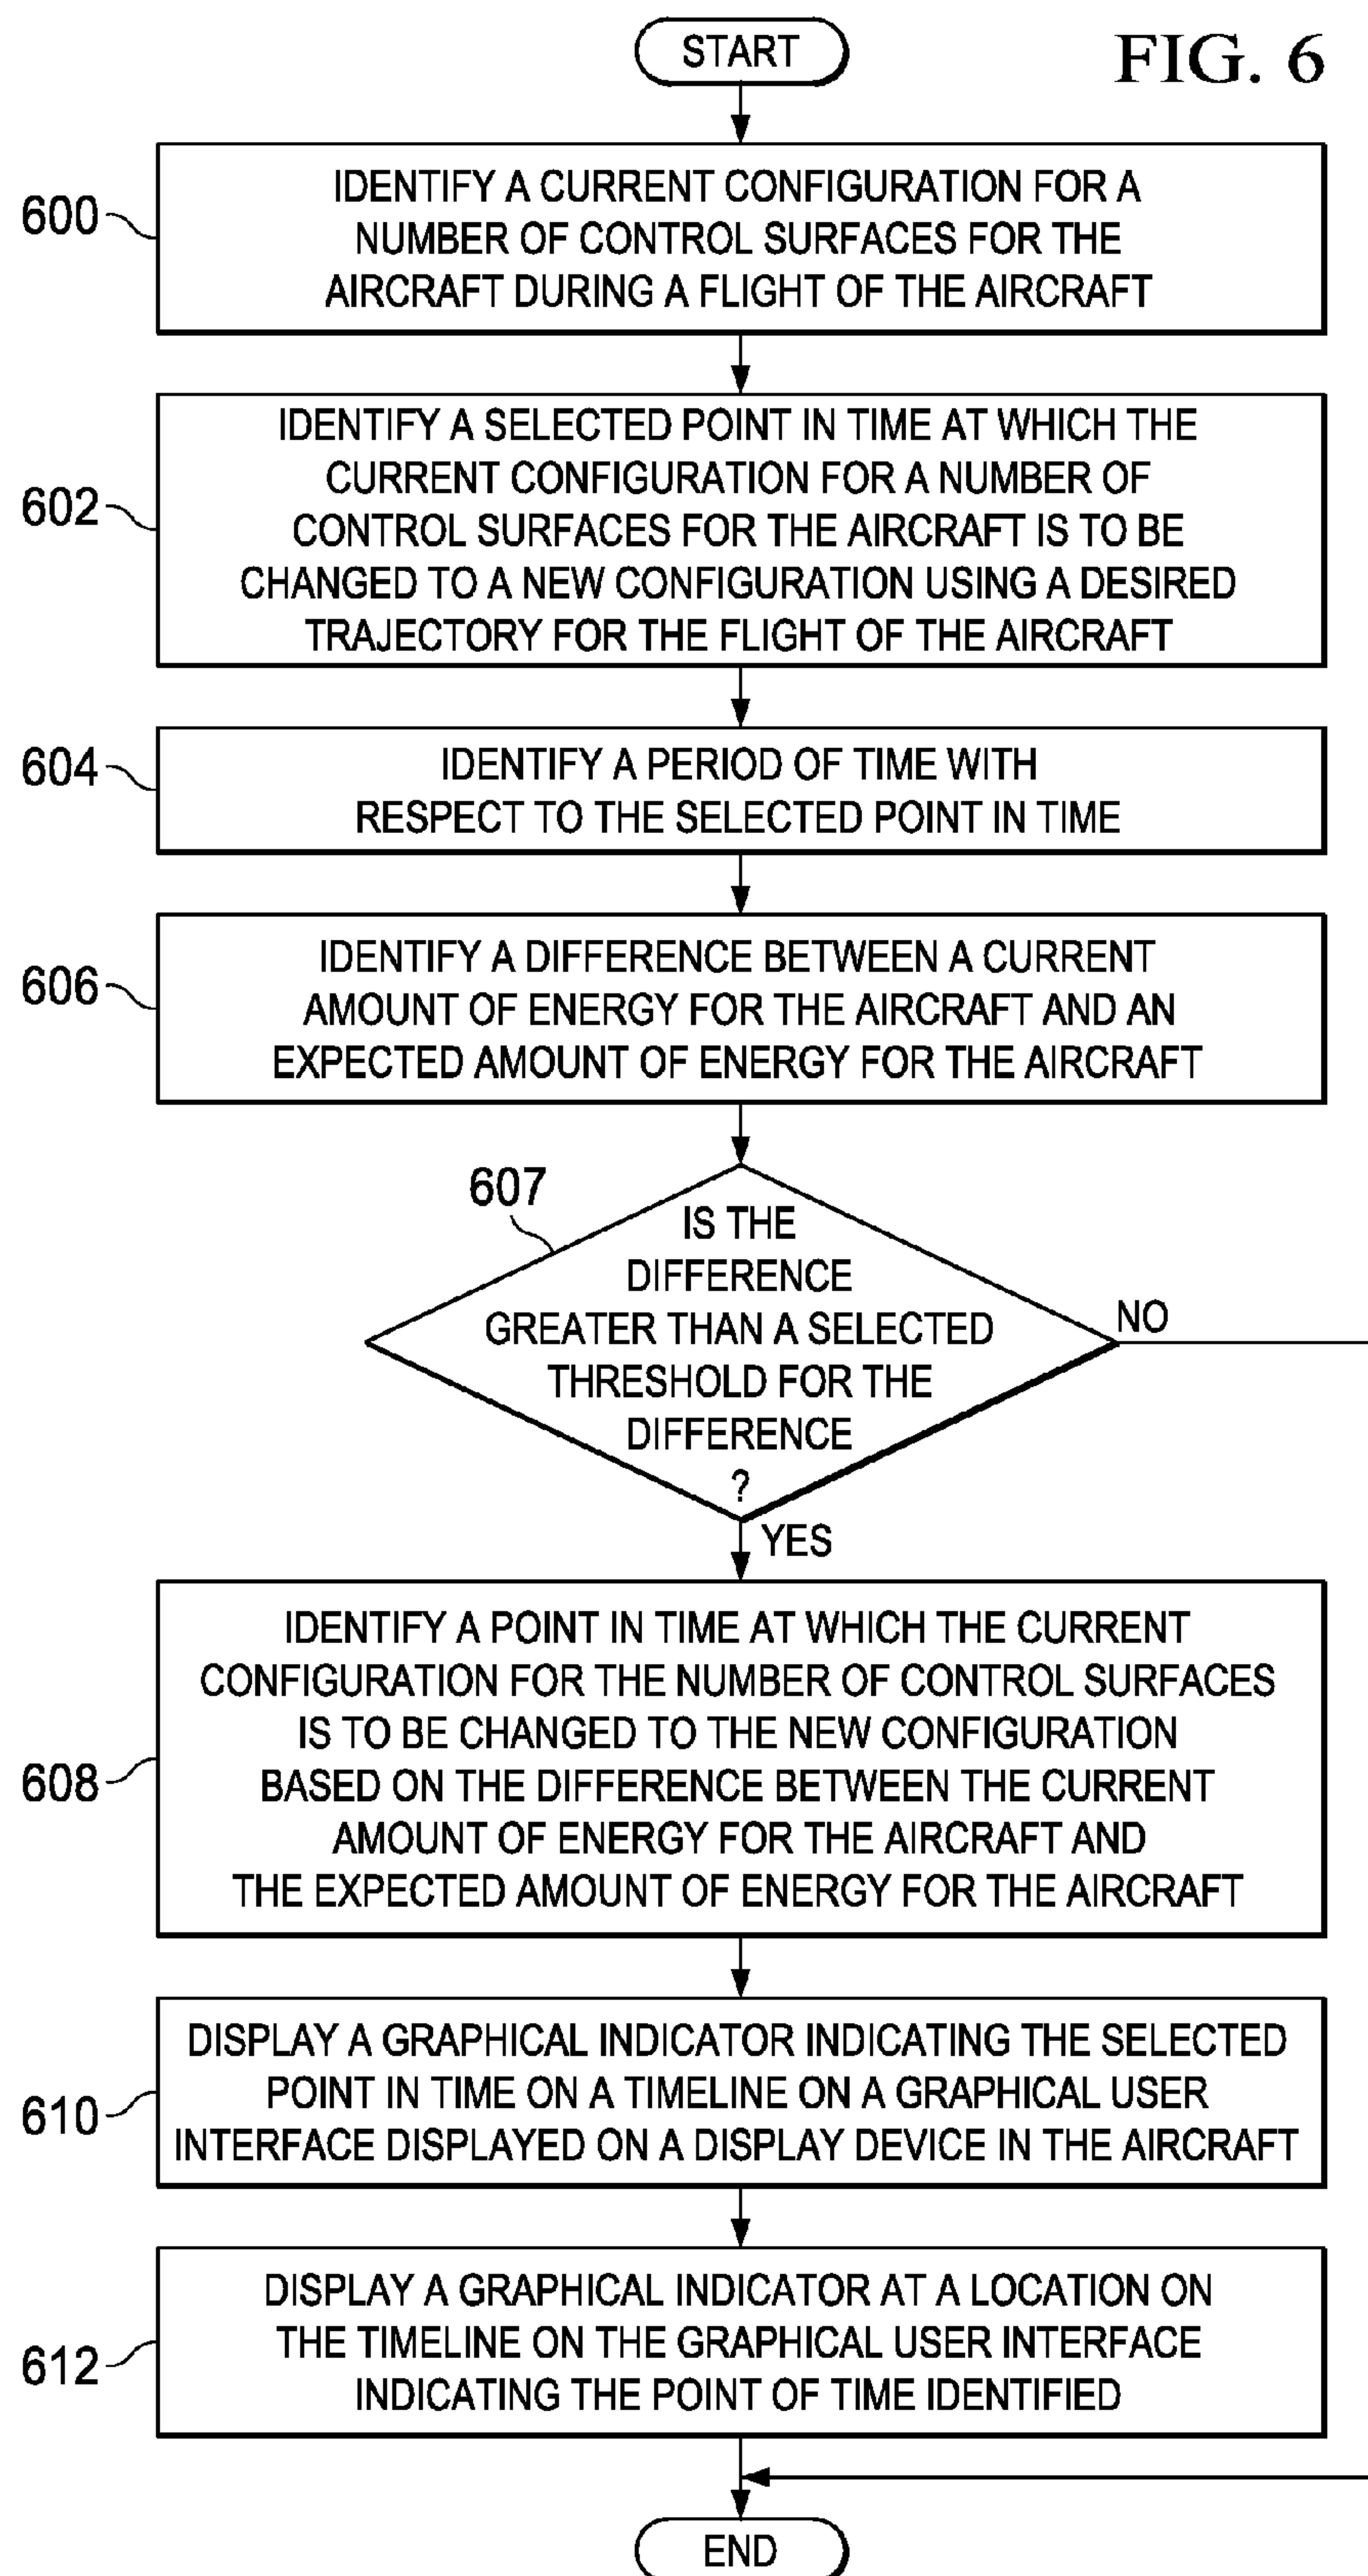 START
FIG. 6
600
IDENTIFY A CURRENT CONFIGURATION FOR A
NUMBER OF CONTROL SURFACES FOR THE
AIRCRAFT DURING A FLIGHT OF THE AIRCRAFT
602
IDENTIFY A SELECTED POINT IN TIME AT WHICH THE
CURRENT CONFIGURATION FOR A NUMBER OF
CONTROL SURFACES FOR THE AIRCRAFT IS TO BE
CHANGED TO A NEW CONFIGURATION USING A DESIRED
TRAJECTORY FOR THE FLIGHT OF THE AIRCRAFT
604
IDENTIFY A PERIOD OF TIME WITH
RESPECT TO THE SELECTED POINT IN TIME
606
IDENTIFY A DIFFERENCE BETWEEN A CURRENT
AMOUNT OF ENERGY FOR THE AIRCRAFT AND AN
EXPECTED AMOUNT OF ENERGY FOR THE AIRCRAFT
607
IS THE
DIFFERENCE
GREATER THAN A SELECTED
THRESHOLD FOR THE
DIFFERENCE
?
NO
YES
608
IDENTIFY A POINT IN TIME AT WHICH THE CURRENT
CONFIGURATION FOR THE NUMBER OF CONTROL SURFACES
IS TO BE CHANGED TO THE NEW CONFIGURATION
BASED ON THE DIFFERENCE BETWEEN THE CURRENT
AMOUNT OF ENERGY FOR THE AIRCRAFT AND
THE EXPECTED AMOUNT OF ENERGY FOR THE AIRCRAFT
610
DISPLAY A GRAPHICAL INDICATOR INDICATING THE SELECTED
POINT IN TIME ON A TIMELINE ON A GRAPHICAL USER
INTERFACE DISPLAYED ON A DISPLAY DEVICE IN THE AIRCRAFT
612
DISPLAY A GRAPHICAL INDICATOR AT A LOCATION ON
THE TIMELINE ON THE GRAPHICAL USER INTERFACE
INDICATING THE POINT OF TIME IDENTIFIED
END